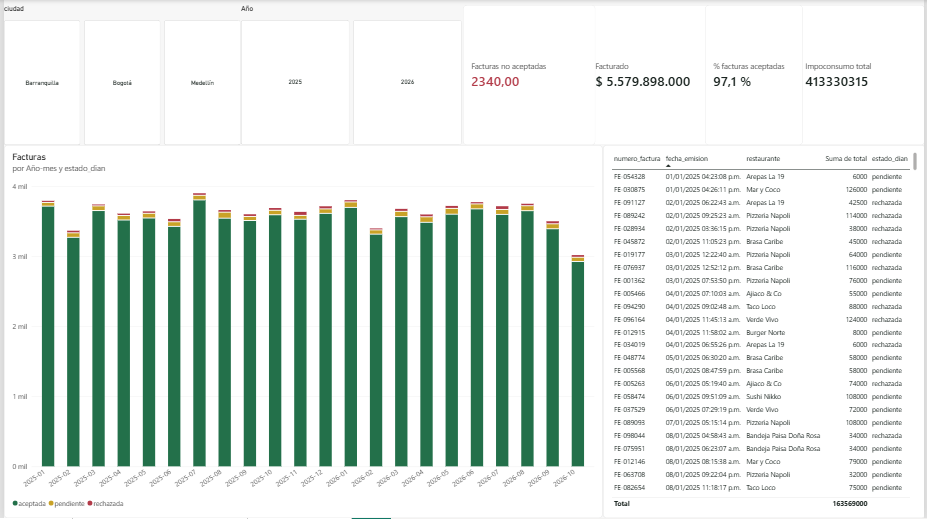 ciudad
Año
Barranquilla
Bogotá
Medellín
2025
2026
Facturas no aceptadas
2340,00
Facturado
$ 5.579.898.000
% facturas aceptadas
97,1 %
Impoconsumo total
413330315
Facturas
por Año-mes y estado_dian
4 mil
3 mil
2 mil
1 mil
0 mil
2025-01
2025-02
2025-03
2025-04
2025-05
2025-06
2025-07
2025-08
2025-09
2025-10
2025-11
2025-12
2026-01
2026-02
2026-03
2026-04
2026-05
2026-06
2026-07
2026-08
2026-09
2026-10
aceptada pendiente rechazada
numero_factura fecha_emision restaurante Suma de total estado_dian
FE-054328 01/01/2025 04:23:08 p.m. Arepas La 19 6000 pendiente
FE-030875 01/01/2025 04:26:11 p.m. Mar y Coco 126000 pendiente
FE-091127 02/01/2025 06:22:43 a.m. Arepas La 19 42500 rechazada
FE-089242 02/01/2025 09:25:23 a.m. Pizzeria Napoli 114000 rechazada
FE-028934 02/01/2025 03:36:15 p.m. Pizzeria Napoli 38000 rechazada
FE-045872 02/01/2025 11:05:23 p.m. Brasa Caribe 45000 rechazada
FE-019177 03/01/2025 12:22:40 a.m. Pizzeria Napoli 64000 pendiente
FE-076937 03/01/2025 12:52:12 p.m. Brasa Caribe 116000 rechazada
FE-001362 03/01/2025 07:53:50 p.m. Pizzeria Napoli 76000 pendiente
FE-005466 04/01/2025 07:10:03 a.m. Ajiaco & Co 55000 pendiente
FE-094290 04/01/2025 09:02:48 a.m. Taco Loco 88000 rechazada
FE-096164 04/01/2025 11:45:13 a.m. Verde Vivo 124000 rechazada
FE-012915 04/01/2025 11:58:02 a.m. Burger Norte 8000 pendiente
FE-034019 04/01/2025 06:55:26 p.m. Arepas La 19 6000 rechazada
FE-048774 05/01/2025 06:30:20 a.m. Brasa Caribe 58000 pendiente
FE-005568 05/01/2025 08:47:59 p.m. Brasa Caribe 58000 pendiente
FE-005263 06/01/2025 05:19:40 a.m. Ajiaco & Co 74000 rechazada
FE-058474 06/01/2025 09:51:09 a.m. Sushi Nikko 108000 pendiente
FE-037529 06/01/2025 07:29:19 p.m. Verde Vivo 72000 pendiente
FE-089093 07/01/2025 05:15:14 p.m. Pizzeria Napoli 108000 pendiente
FE-098044 08/01/2025 04:58:43 a.m. Bandeja Paisa Doña Rosa 34000 rechazada
FE-075951 08/01/2025 06:23:07 a.m. Bandeja Paisa Doña Rosa 34000 pendiente
FE-012146 08/01/2025 08:15:38 a.m. Mar y Coco 79000 pendiente
FE-063708 08/01/2025 09:22:04 p.m. Pizzeria Napoli 32000 pendiente
FE-082654 08/01/2025 11:18:17 p.m. Taco Loco 75000 pendiente
Total 163569000